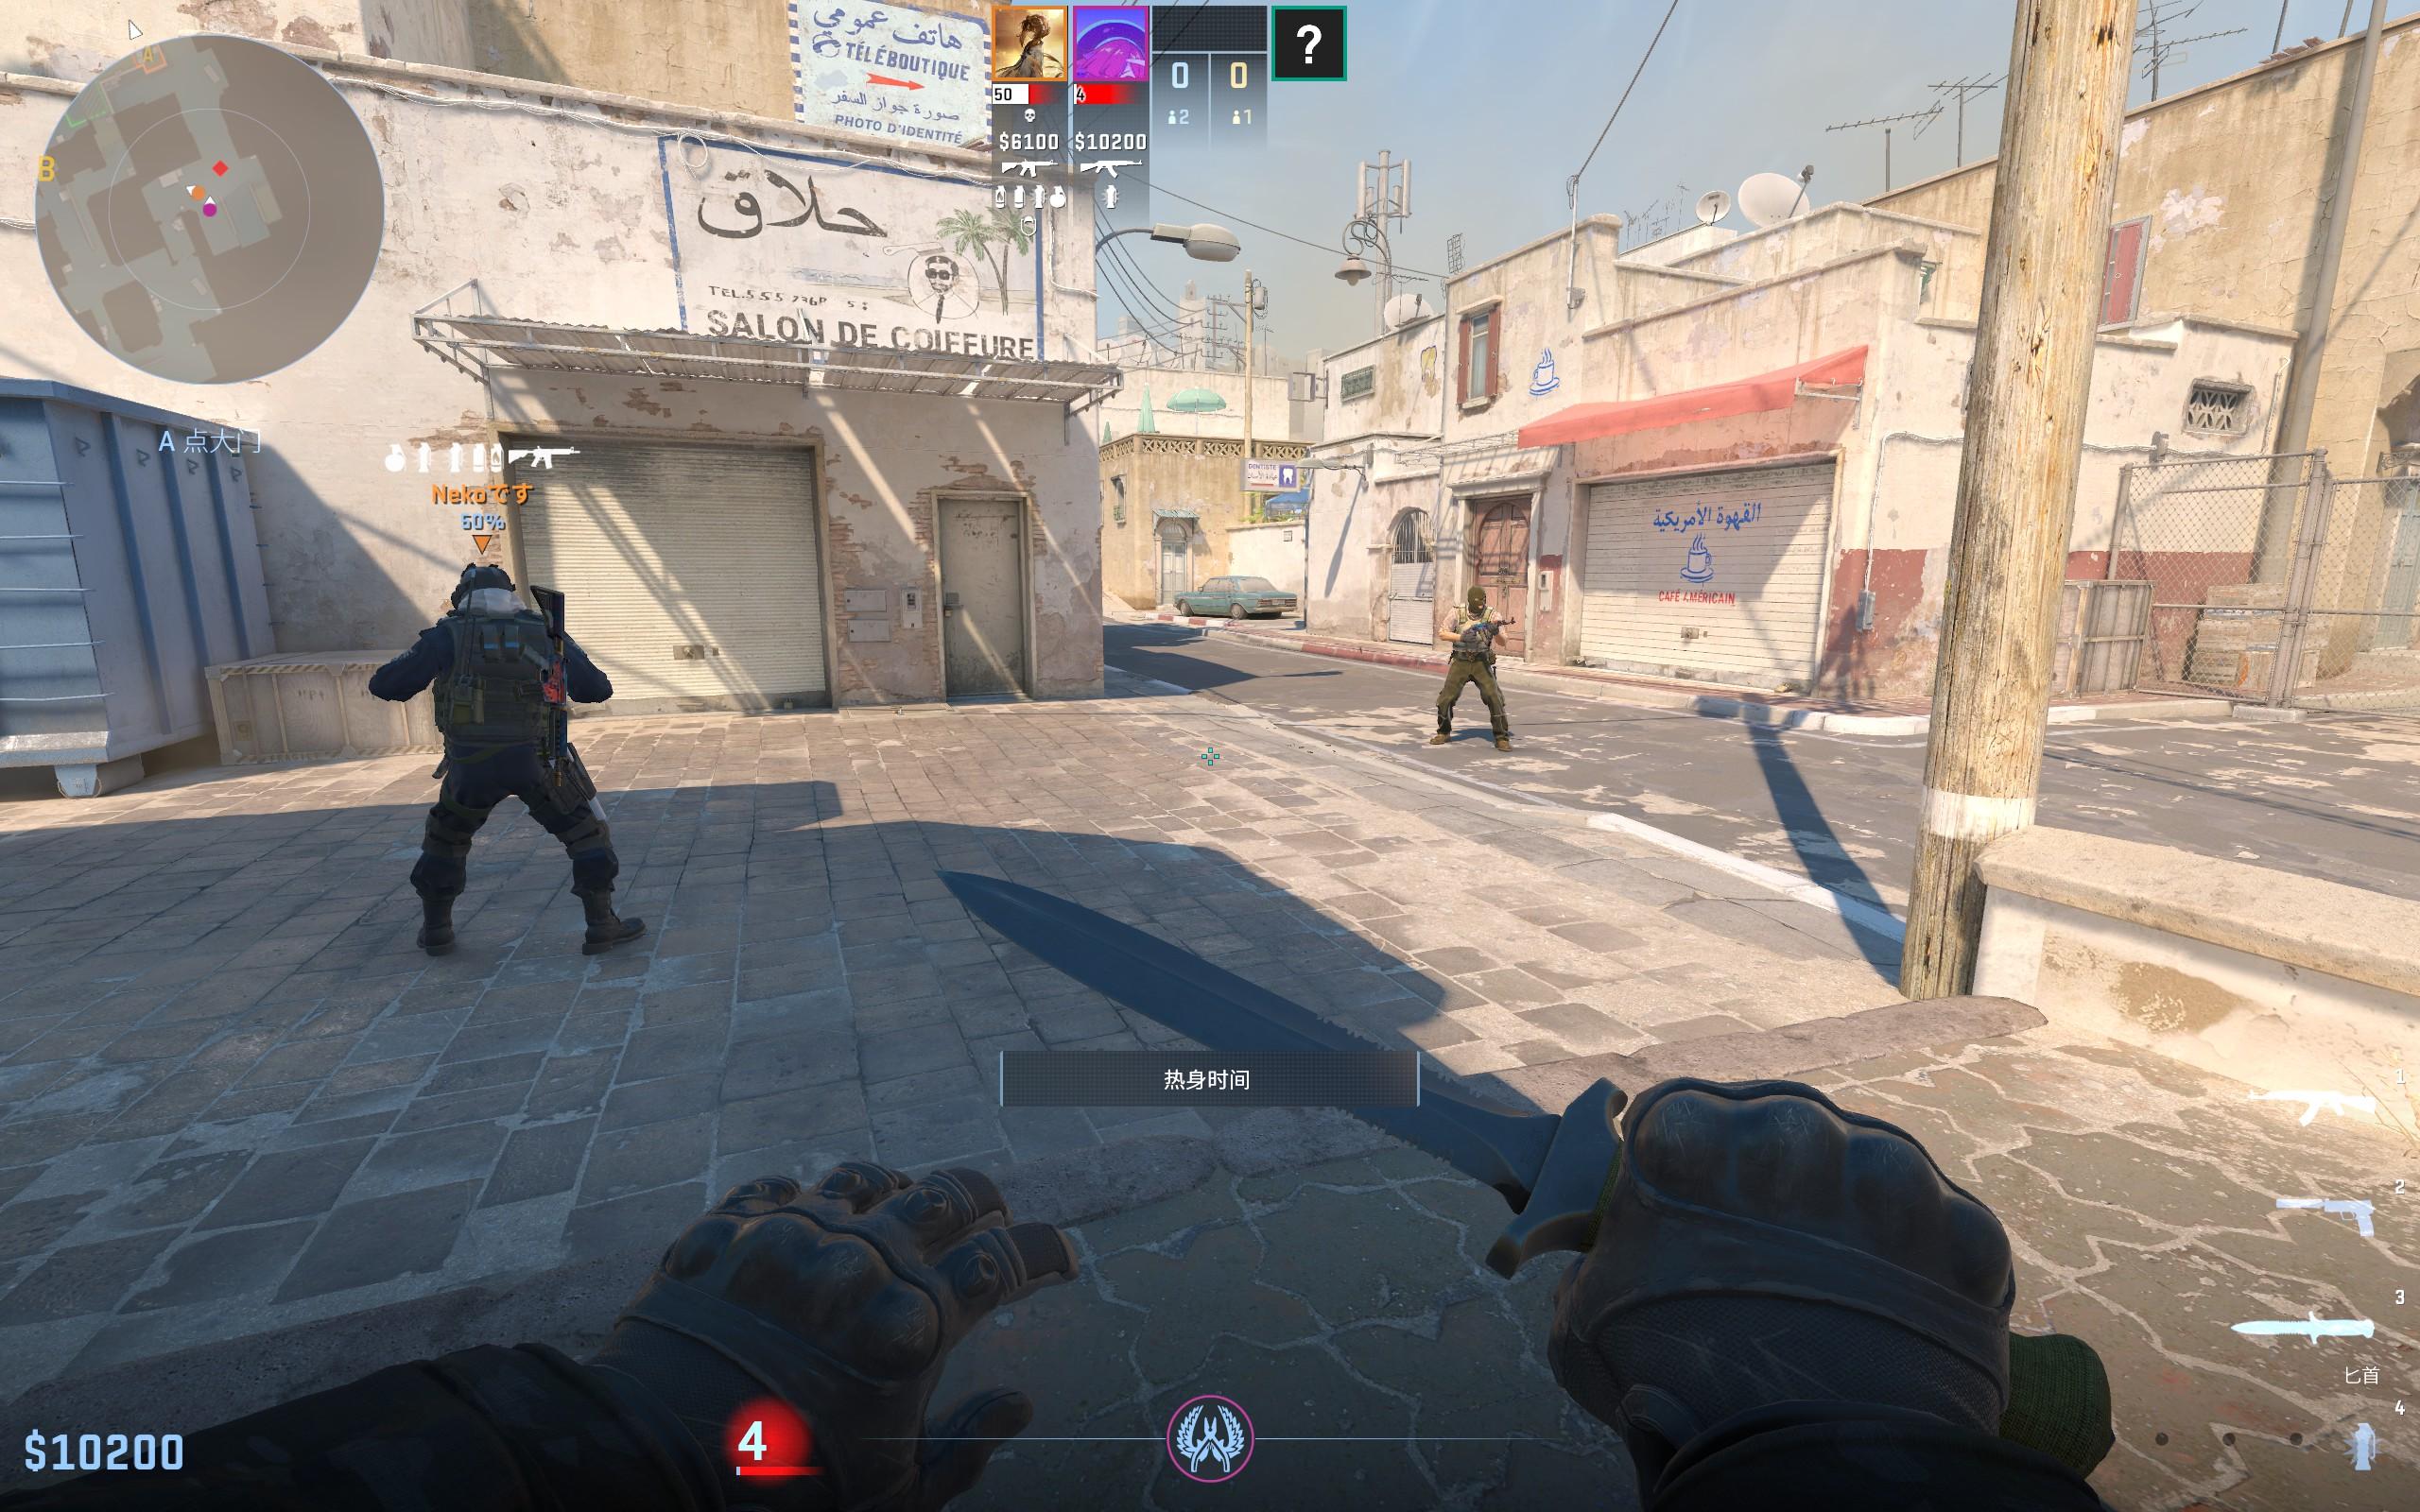 هاتف عمومي
TÉLÉBOUTIQUE
صورة جواز السفر
PHOTO D'IDENTITÉ
A
B
?
50
4
0 0
2 1
$6100 $10200
حلاق
SALON DE COIFFURE
A 点大门
Nekoです
50%
DENTISTE
القهوة الأمريكية
CAFÉ AMÉRICAIN
热身时间
1
2
3
匕首
4
$10200
4